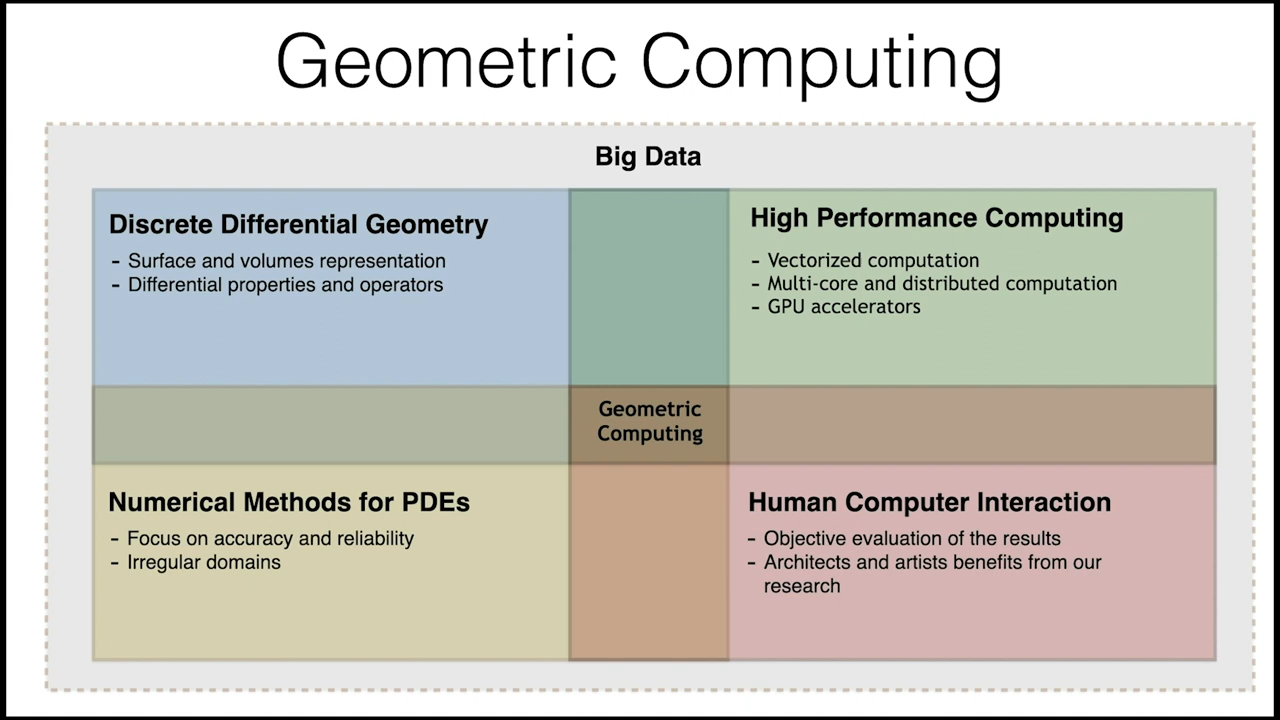 Geometric Computing
Big Data
Discrete Differential Geometry
- Surface and volumes representation
- Differential properties and operators
High Performance Computing
- Vectorized computation
- Multi-core and distributed computation
- GPU accelerators
Geometric
Computing
Numerical Methods for PDEs
- Focus on accuracy and reliability
- Irregular domains
Human Computer Interaction
- Objective evaluation of the results
- Architects and artists benefits from our
research